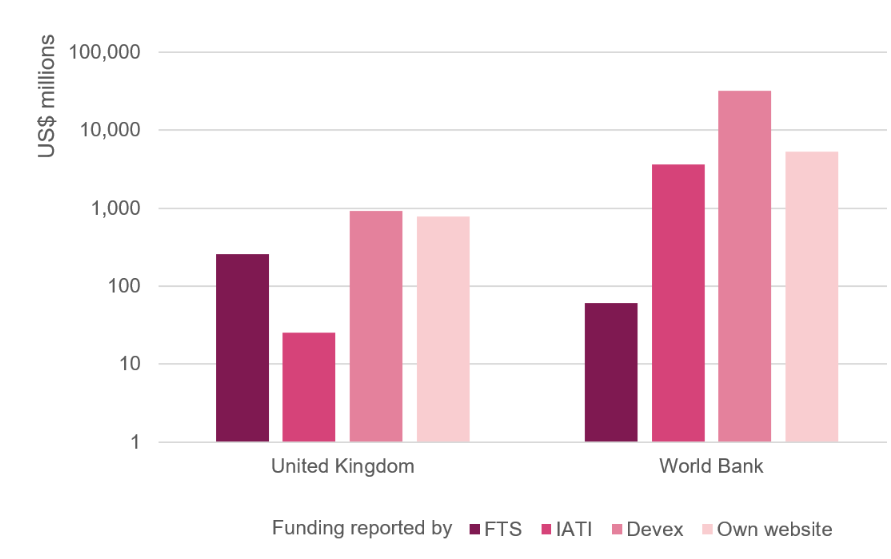 US$ millions
100,000
10,000
1,000
100
10
1
United Kingdom World Bank
Funding reported by FTS IATI Devex Own website